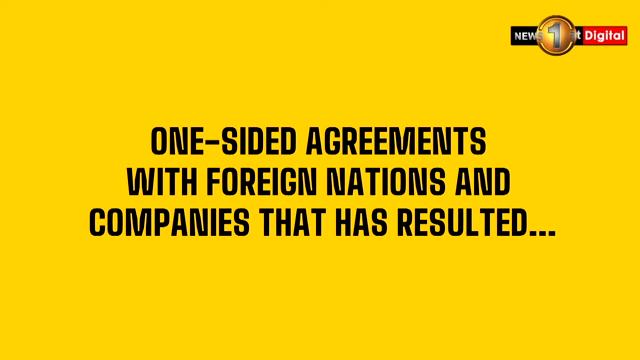 NEWS 1st Digital
ONE-SIDED AGREEMENTS
WITH FOREIGN NATIONS AND
COMPANIES THAT HAS RESULTED...